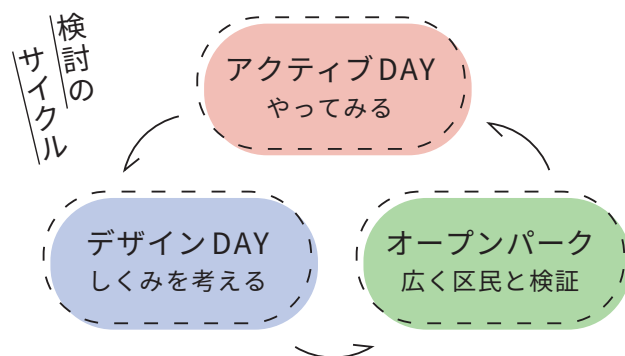 検討の
サイクル
アクティブDAY
やってみる
デザインDAY
しくみを考える
オープンパーク
広く区民と検証